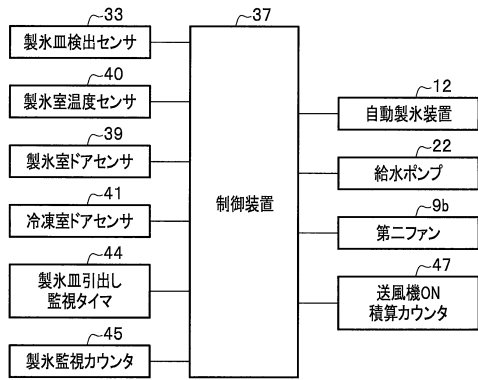 33
製氷皿検出センサ
40
製氷室温度センサ
39
製氷室ドアセンサ
41
冷凍室ドアセンサ
44
製氷皿引出し
監視タイマ
45
製氷監視カウンタ
37
制御装置
12
自動製氷装置
22
給水ポンプ
9b
第二ファン
47
送風機ON
積算カウンタ